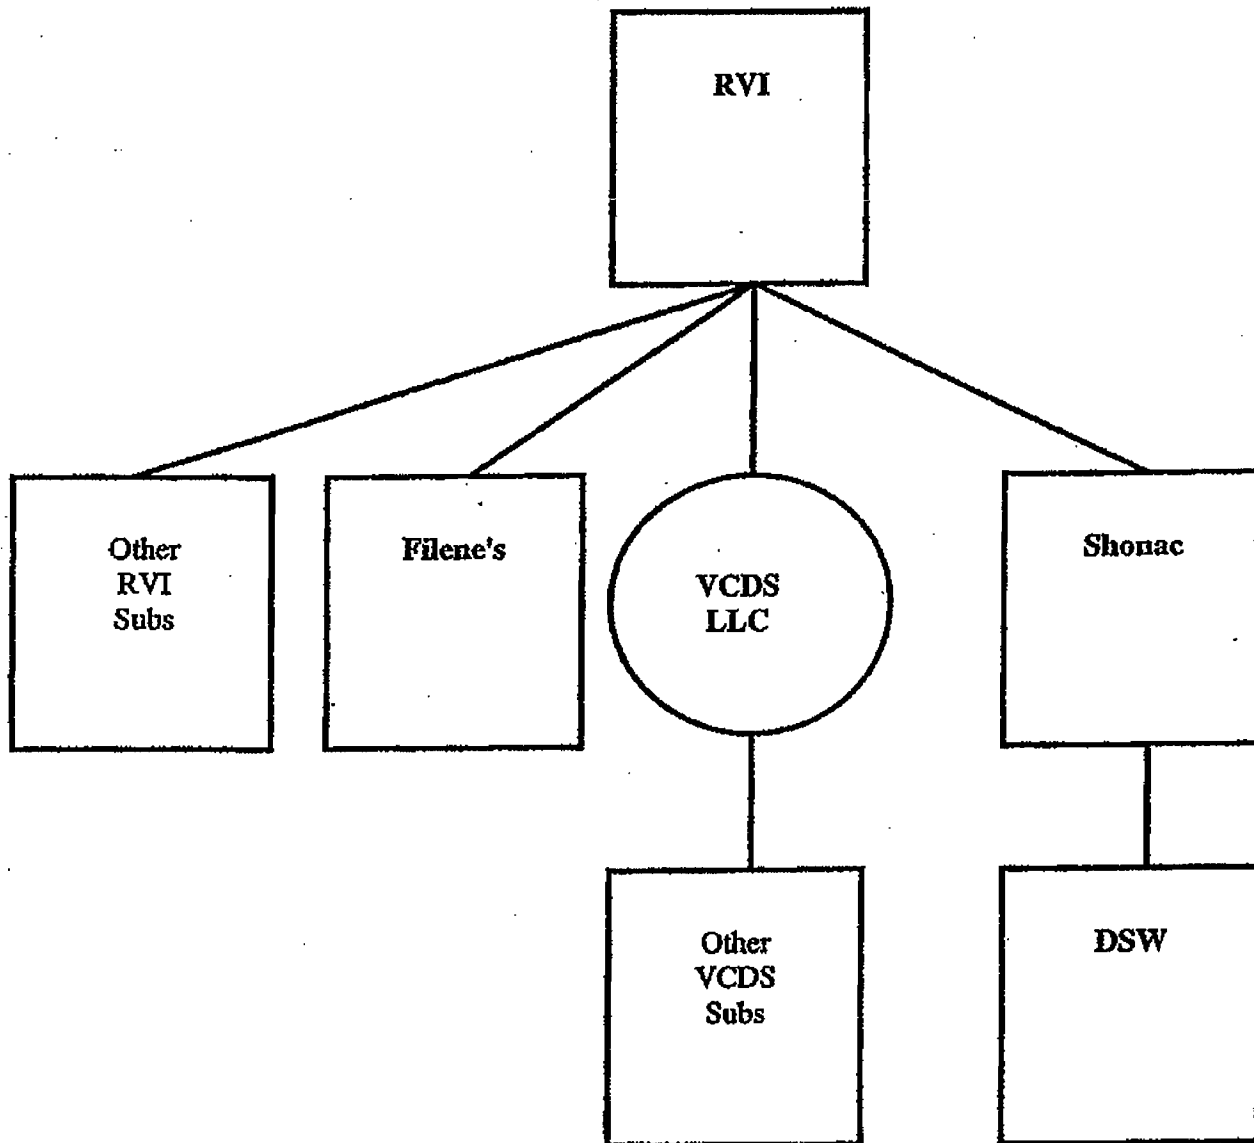 RVI
Other
RVI
Subs
Filene's
VCDS
LLC
Shonac
Other
VCDS
Subs
DSW